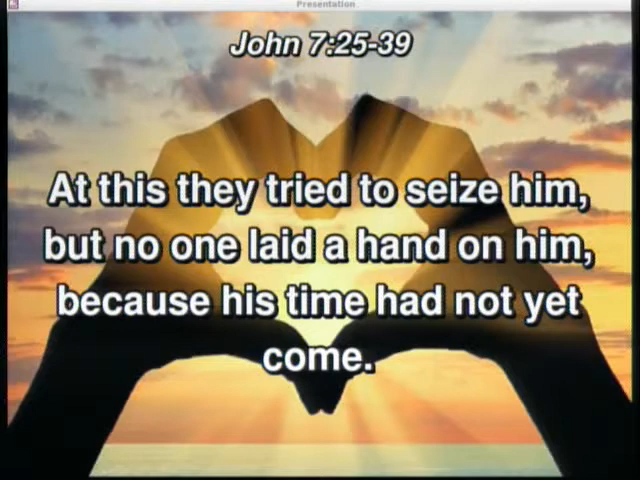 Presentation
John 7:25-39
At this they tried to seize him,
but no one laid a hand on him,
because his time had not yet
come.